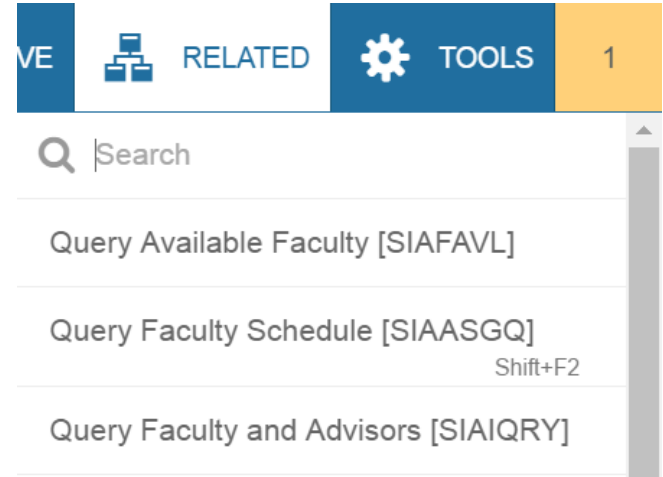 VE RELATED TOOLS 1
Search
Query Available Faculty [SIAFAVL]
Query Faculty Schedule [SIAASGQ]
Shift+F2
Query Faculty and Advisors [SIAIQRY]